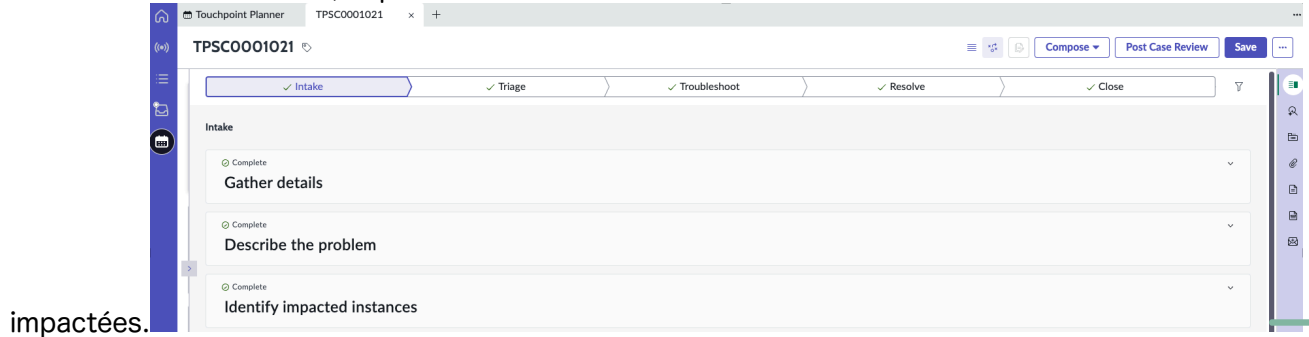 Touchpoint Planner TPSC0001021
TPSC0001021 Compose Post Case Review Save
Intake Triage Troubleshoot Resolve Close
Intake
Complete
Gather details
Complete
Describe the problem
Complete
Identify impacted instances
impactées.